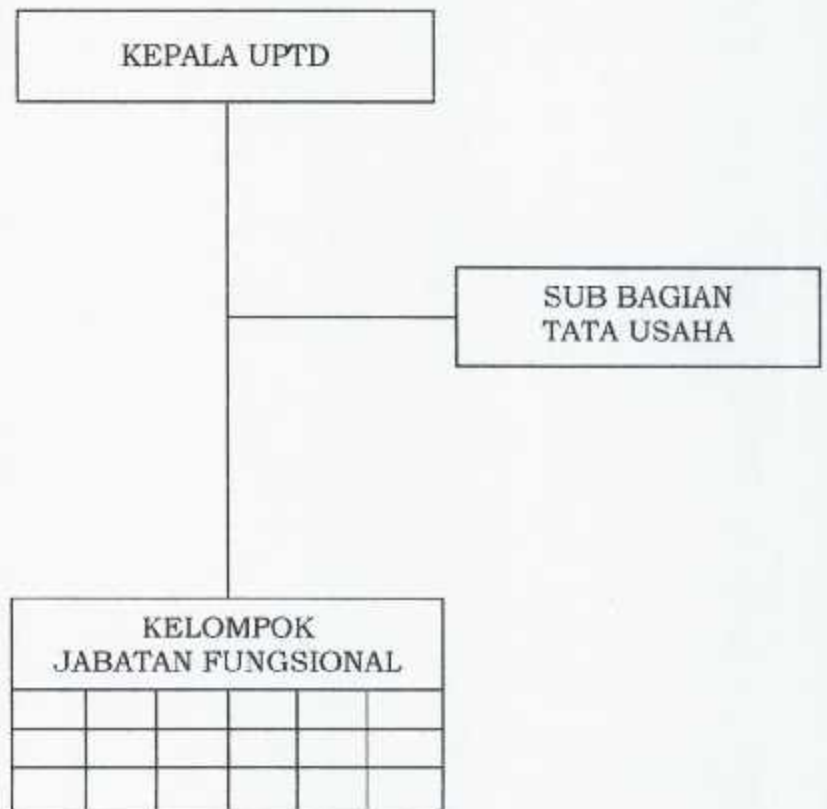 KEPALA UPTD
SUB BAGIAN
TATA USAHA
KELOMPOK
JABATAN FUNGSIONAL